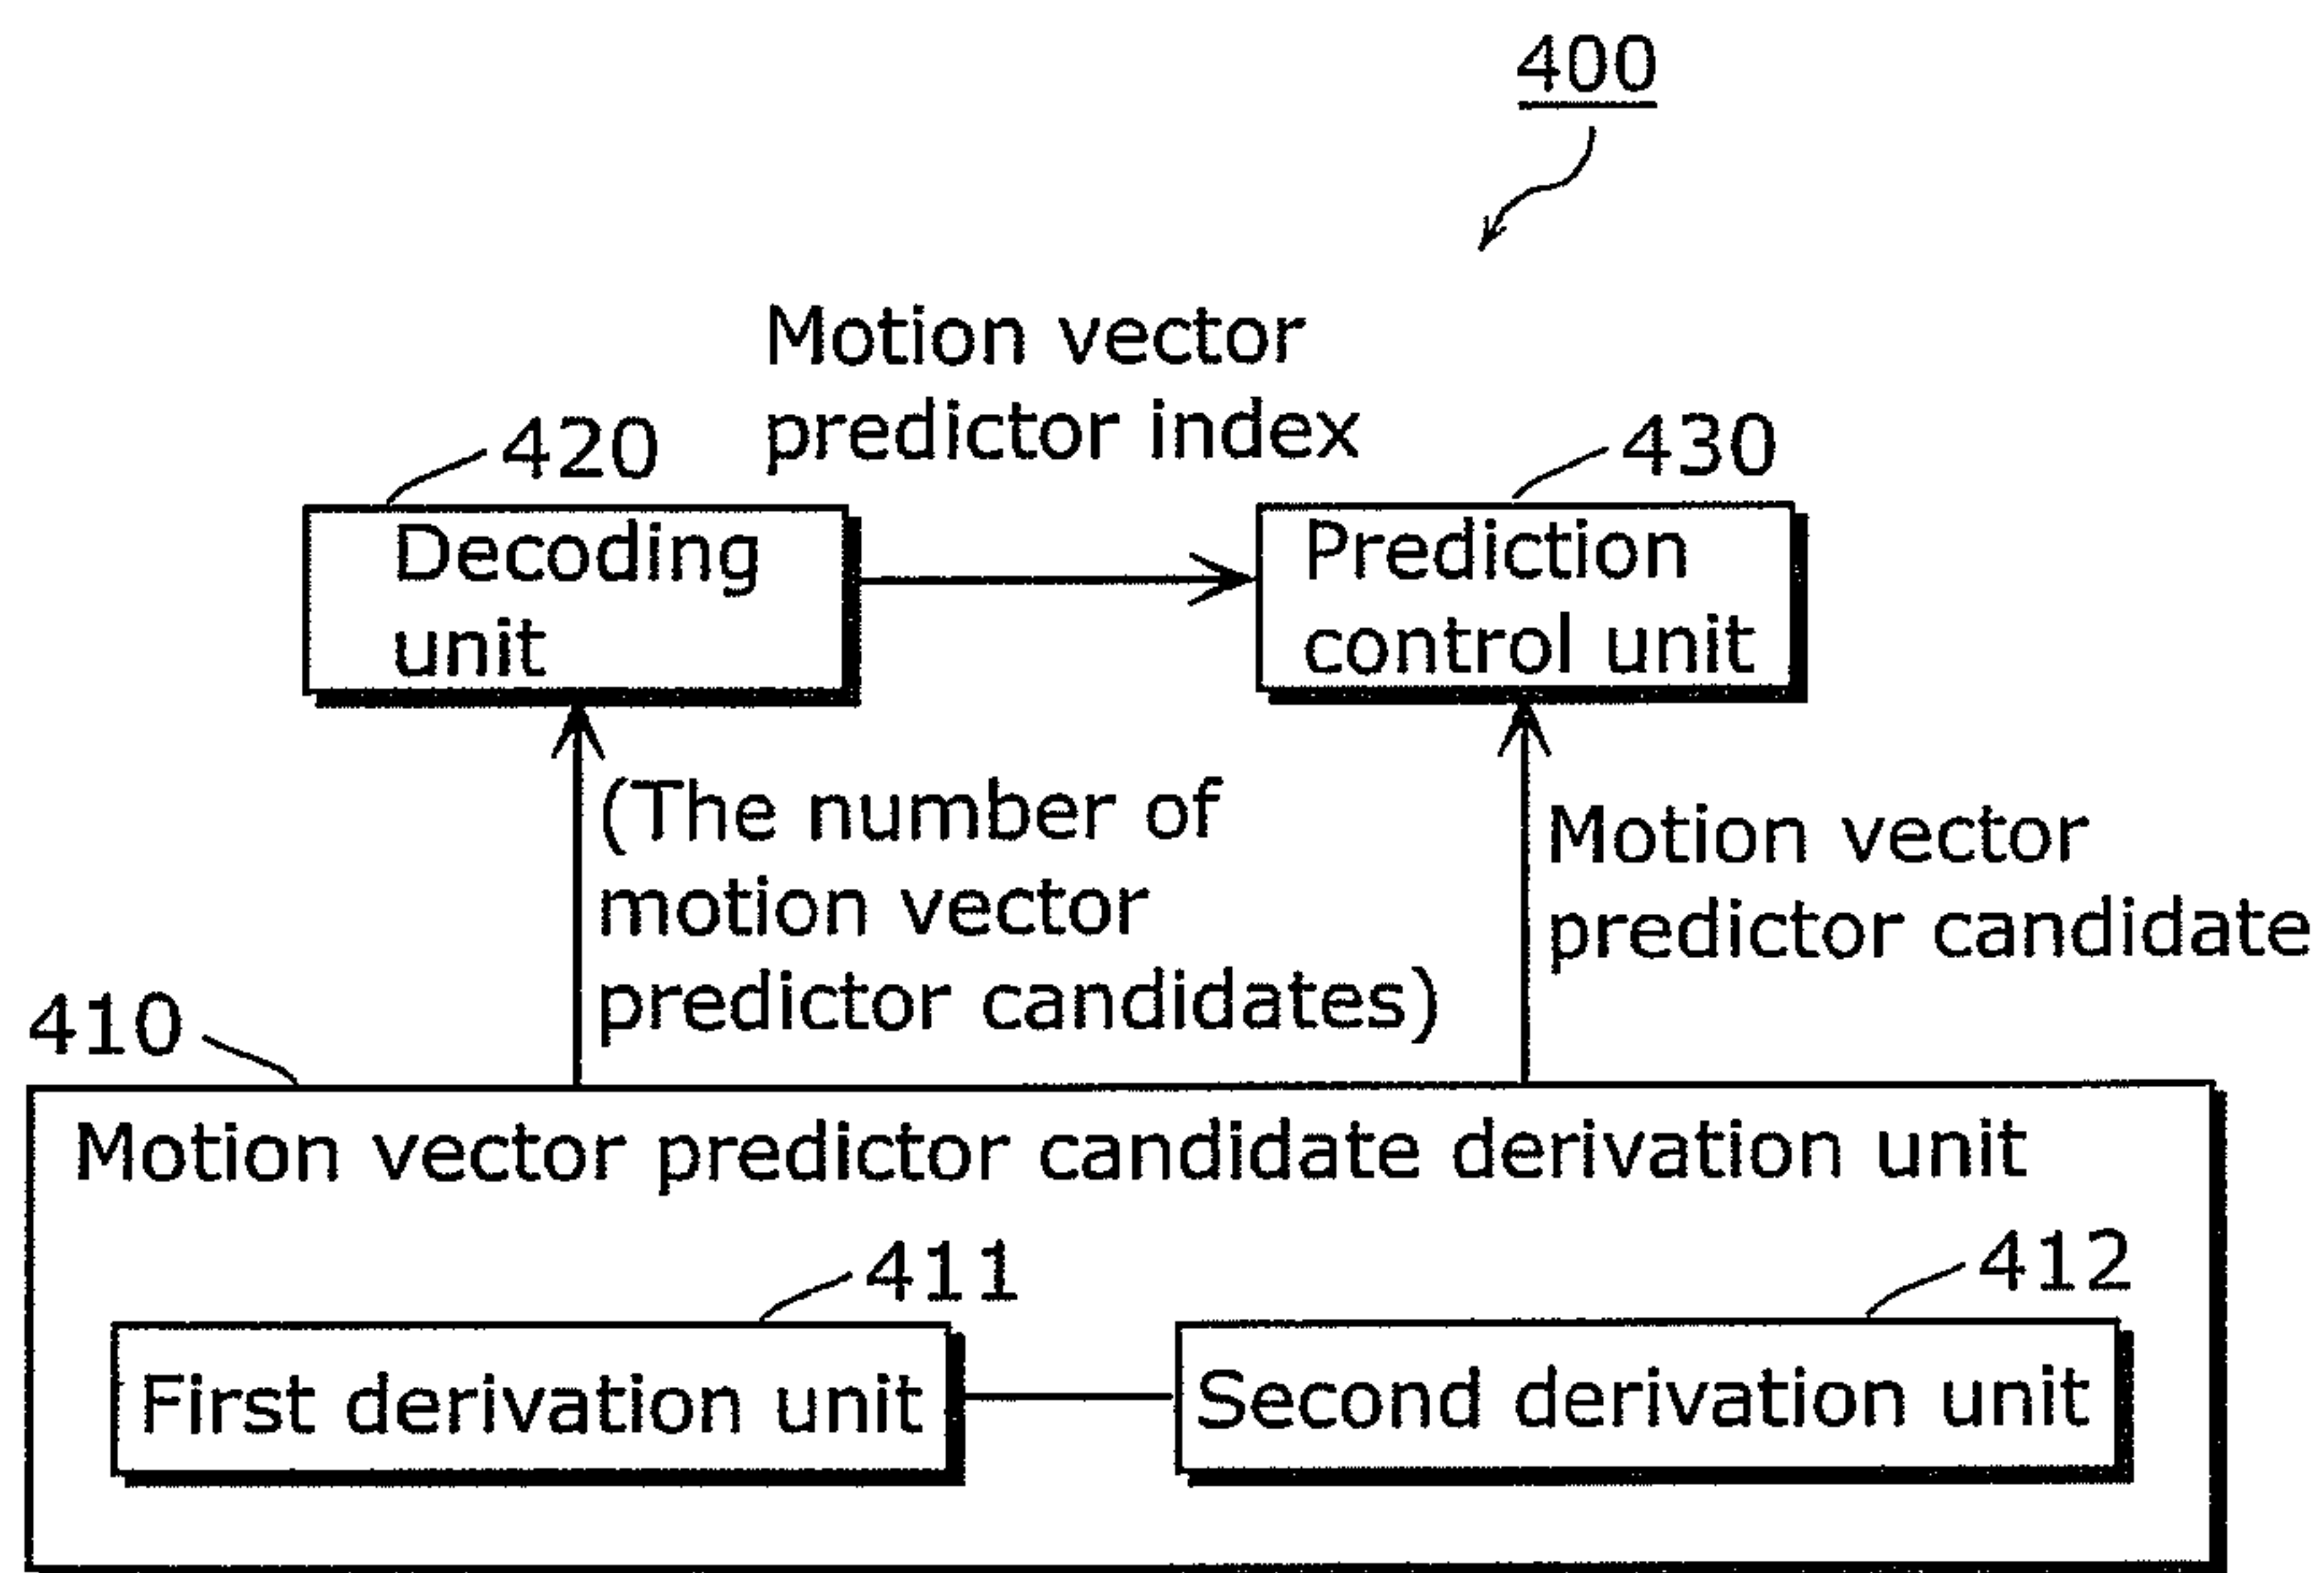 400
Motion vector
predictor index
420
430
Decoding
unit
Prediction
control unit
(The number of
motion vector
predictor candidates)
Motion vector
predictor candidate
410
Motion vector predictor candidate derivation unit
411
412
First derivation unit
Second derivation unit